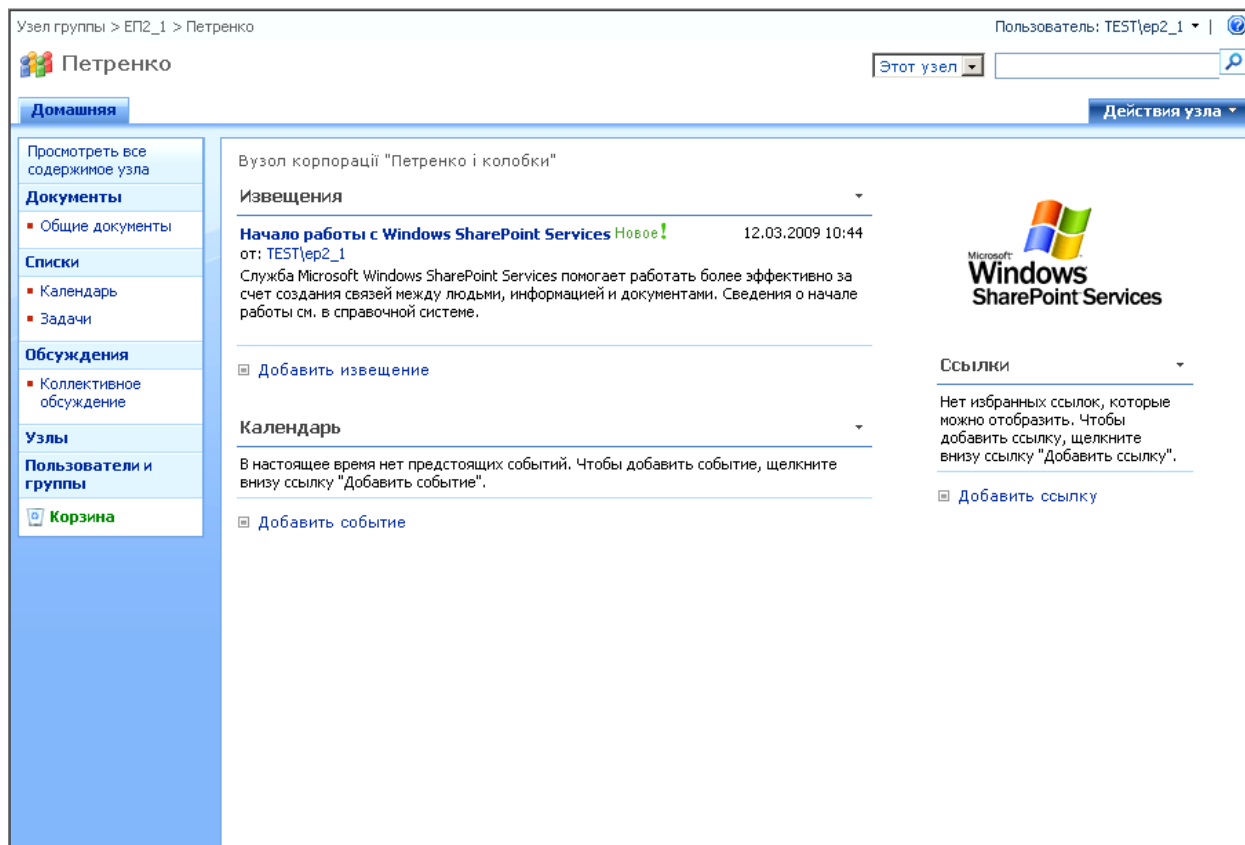 Узел группы > ЕП2_1 > Петренко
Пользователь: TEST\ep2_1
Петренко
Этот узел
Домашняя
Действия узла
Просмотреть все
содержимое узла
Документы
Общие документы
Списки
Календарь
Задачи
Обсуждения
Коллективное
обсуждение
Узлы
Пользователи и
группы
Корзина
Вузол корпорації "Петренко і колобки"
Извещения
Начало работы с Windows SharePoint Services Новое! 12.03.2009 10:44
от: TEST\ep2_1
Служба Microsoft Windows SharePoint Services помогает работать более эффективно за
счет создания связей между людьми, информацией и документами. Сведения о начале
работы см. в справочной системе.
Добавить извещение
Календарь
В настоящее время нет предстоящих событий. Чтобы добавить событие, щелкните
внизу ссылку "Добавить событие".
Добавить событие
Microsoft
Windows
SharePoint Services
Ссылки
Нет избранных ссылок, которые
можно отобразить. Чтобы
добавить ссылку, щелкните
внизу ссылку "Добавить ссылку".
Добавить ссылку